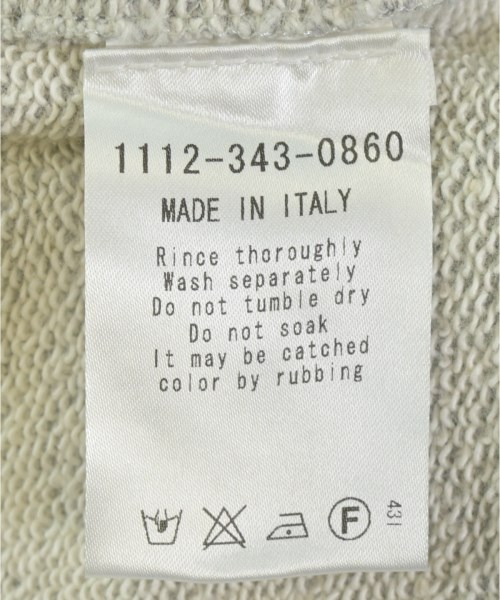 1112-343-0860
MADE IN ITALY
Rince thoroughly
Wash separately
Do not tumble dry
Do not soak
It may be catched
color by rubbing
F
431